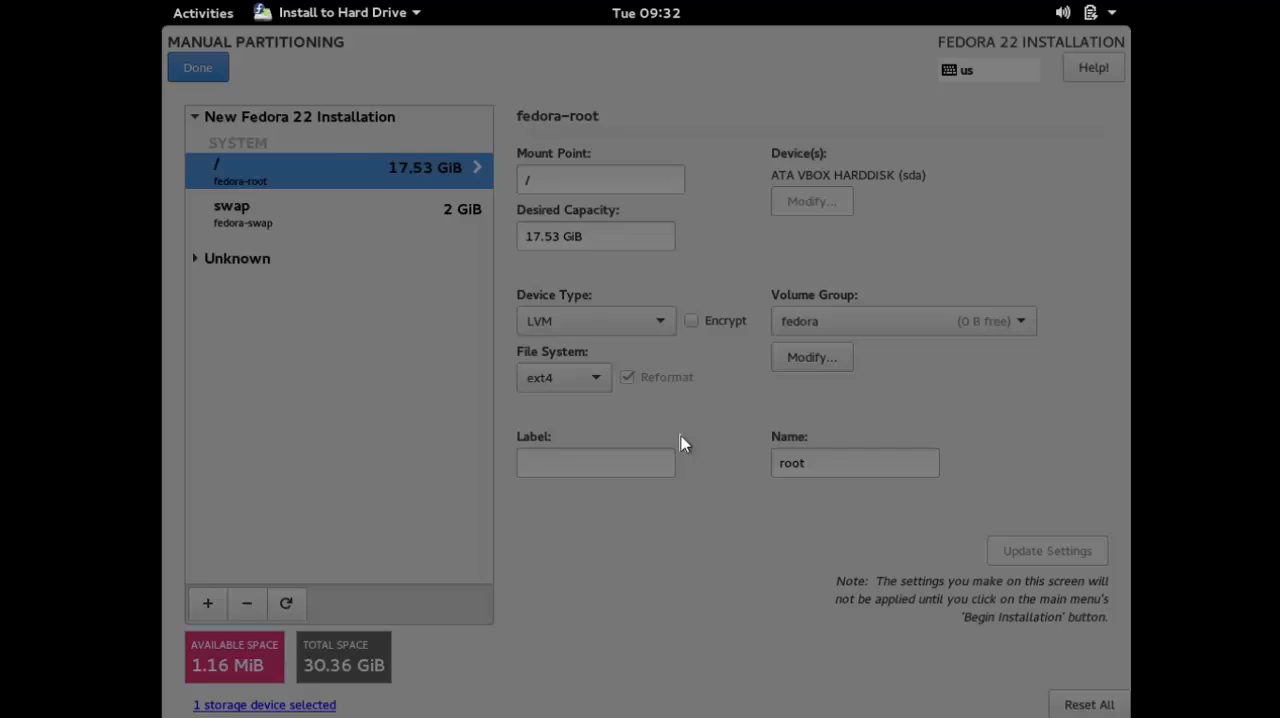 Activities Install to Hard Drive Tue 09:32
MANUAL PARTITIONING
FEDORA 22 INSTALLATION
Done
us
Help!
New Fedora 22 Installation
SYSTEM
/ 17.53 GiB
fedora-root
swap 2 GiB
fedora-swap
Unknown
fedora-root
Mount Point:
/
Device(s):
ATA VBOX HARDDISK (sda)
Modify...
Desired Capacity:
17.53 GiB
Device Type:
LVM
Encrypt
Volume Group:
fedora (0 B free)
Modify...
File System:
ext4
Reformat
Label:
Name:
root
Update Settings
Note: The settings you make on this screen will
not be applied until you click on the main menu's
'Begin Installation' button.
+ −
AVAILABLE SPACE
1.16 MiB
TOTAL SPACE
30.36 GiB
1 storage device selected
Reset All